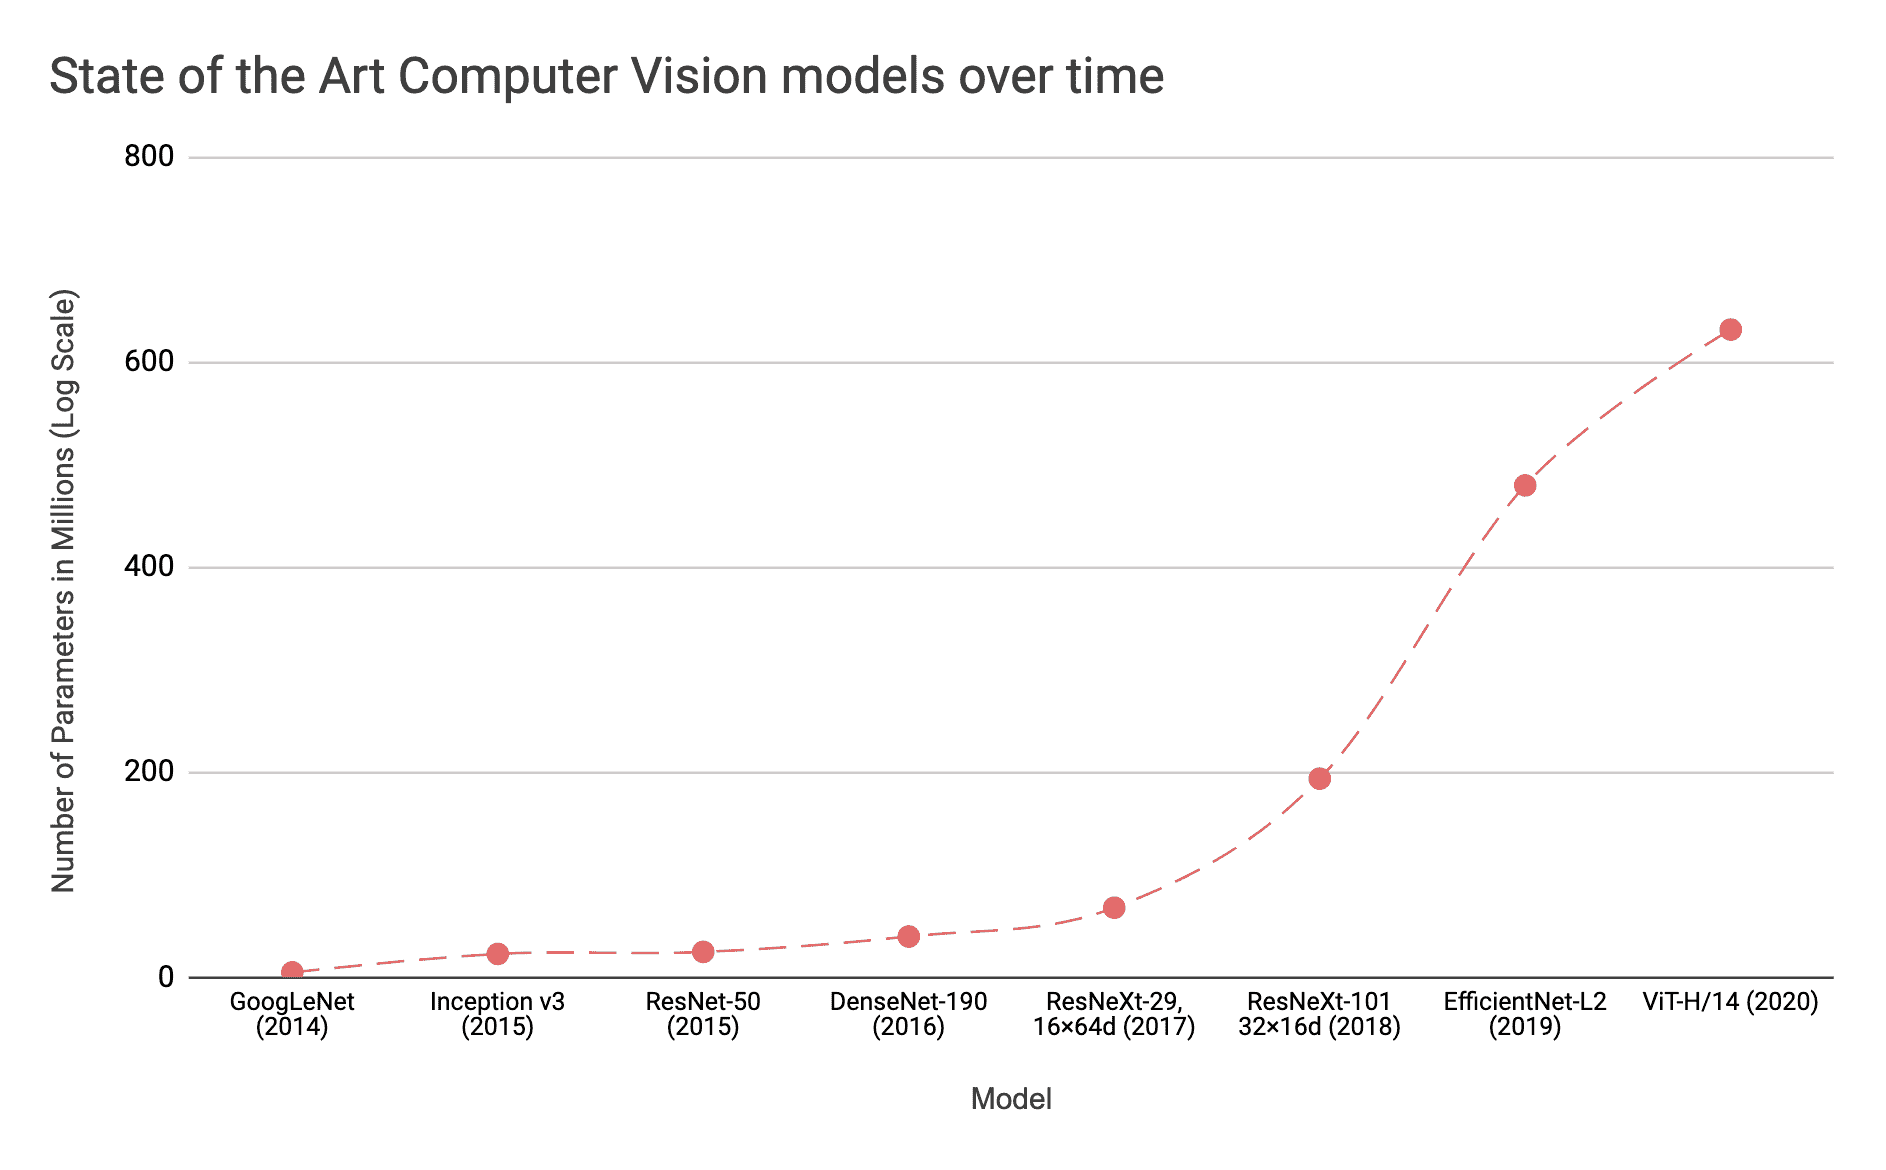 State of the Art Computer Vision models over time
Number of Parameters in Millions (Log Scale)
800
600
400
200
0
GoogLeNet
(2014)
Inception v3
(2015)
ResNet-50
(2015)
DenseNet-190
(2016)
ResNeXt-29,
16×64d (2017)
ResNeXt-101
32×16d (2018)
EfficientNet-L2
(2019)
ViT-H/14 (2020)
Model